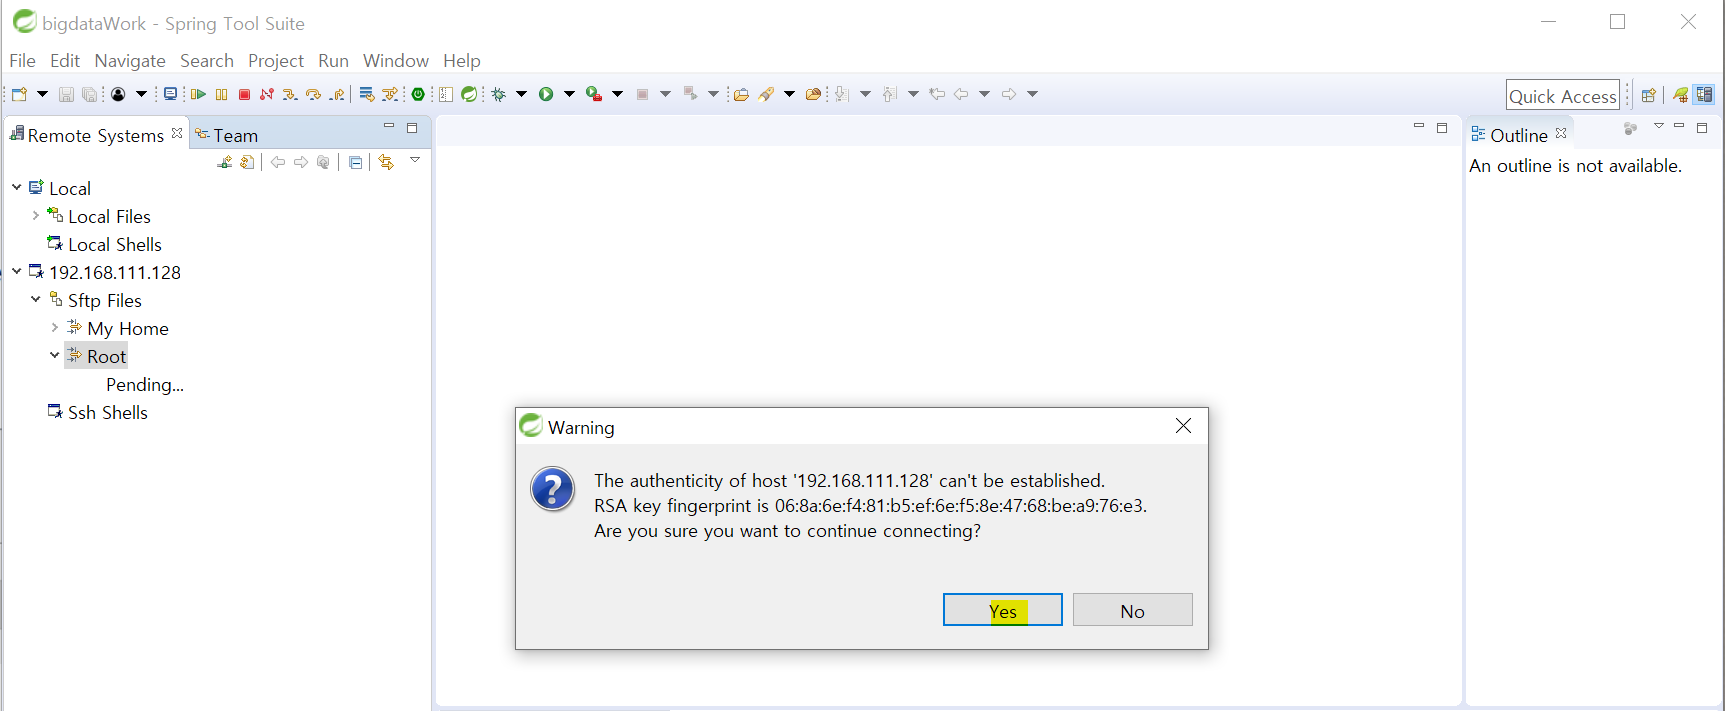 bigdataWork - Spring Tool Suite
File Edit Navigate Search Project Run Window Help
Quick Access
Remote Systems
Team
Outline
An outline is not available.
Local
Local Files
Local Shells
192.168.111.128
Sftp Files
My Home
Root
Pending...
Ssh Shells
Warning
The authenticity of host '192.168.111.128' can't be established.
RSA key fingerprint is 06:8a:6e:f4:81:b5:ef:6e:f5:8e:47:68:be:a9:76:e3.
Are you sure you want to continue connecting?
Yes
No